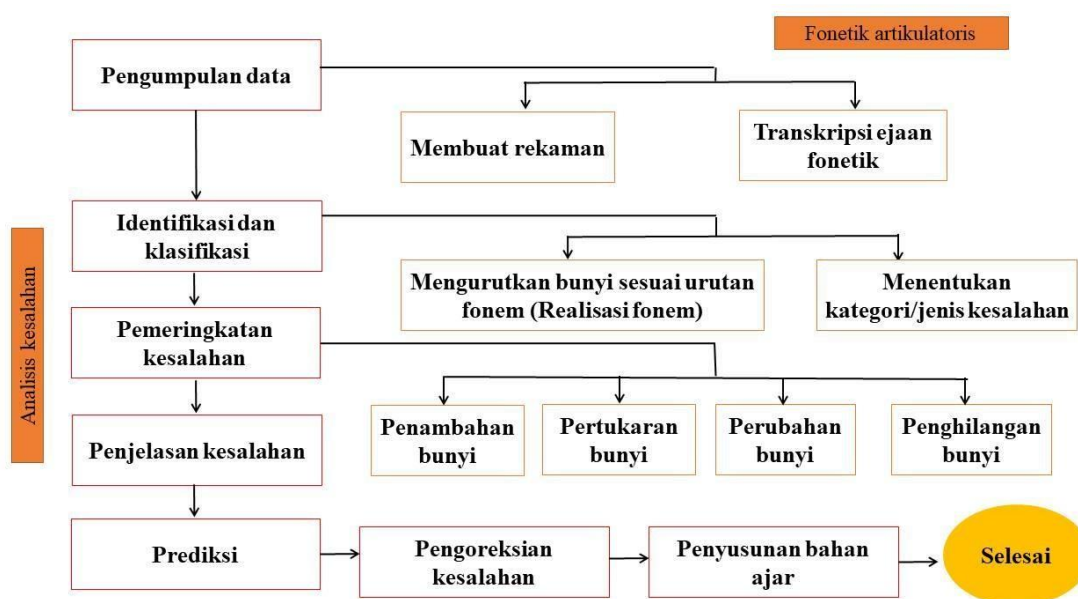 Fonetik artikulatoris
Pengumpulan data
Membuat rekaman
Transkripsi ejaan
fonetik
Analisis kesalahan
Identifikasi dan
klasifikasi
Mengurutkan bunyi sesuai urutan
fonem (Realisasi fonem)
Menentukan
kategori/jenis kesalahan
Pemeringkatan
kesalahan
Penambahan
bunyi
Pertukaran
bunyi
Perubahan
bunyi
Penghilangan
bunyi
Penjelasan kesalahan
Prediksi
Pengoreksian
kesalahan
Penyusunan bahan
ajar
Selesai